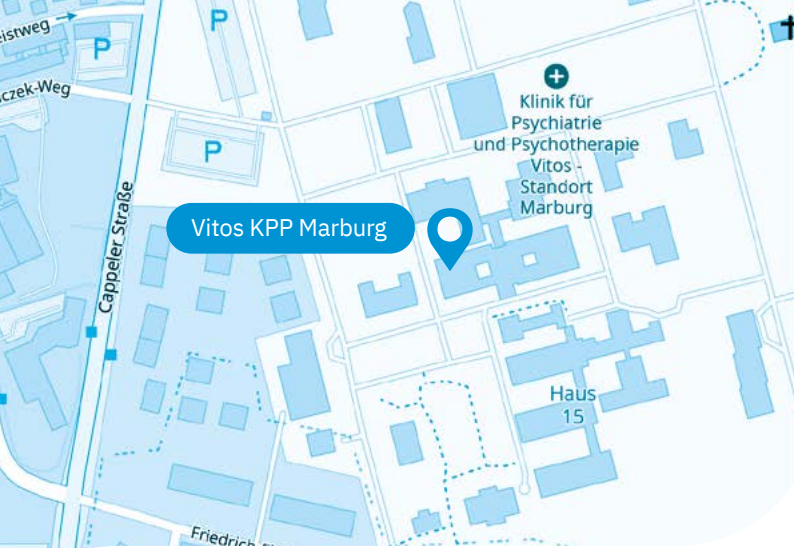 P
P
P
Klinik für
Psychiatrie
und Psychotherapie
Vitos -
Standort
Marburg
Vitos KPP Marburg
Cappeler Straße
Haus
15